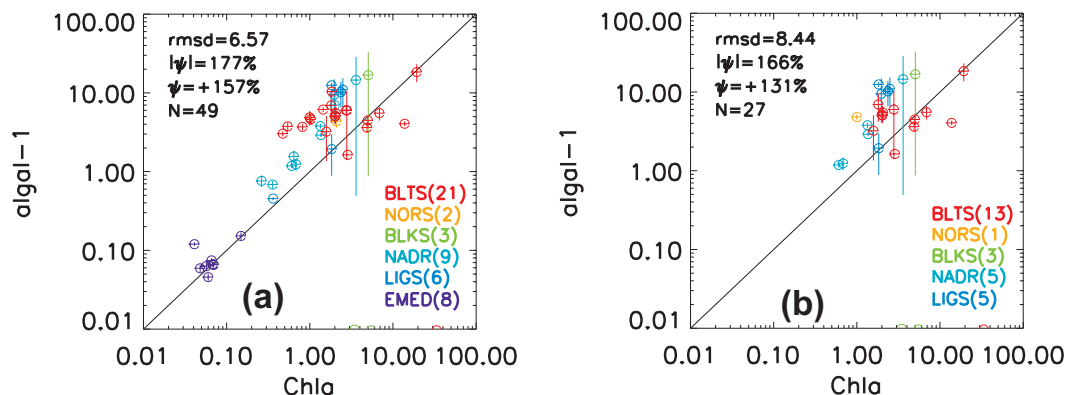 100.00
rmsd=6.57
|ψ|=177%
ψ=+157%
N=49
10.00
1.00
0.10
0.01
algal-1
BLTS(21)
NORS(2)
BLKS(3)
NADR(9)
LIGS(6)
EMED(8)
(a)
0.01 0.10 1.00 10.00 100.00
Chla
100.00
rmsd=8.44
|ψ|=166%
ψ=+131%
N=27
10.00
1.00
0.10
0.01
algal-1
BLTS(13)
NORS(1)
BLKS(3)
NADR(5)
LIGS(5)
(b)
0.01 0.10 1.00 10.00 100.00
Chla